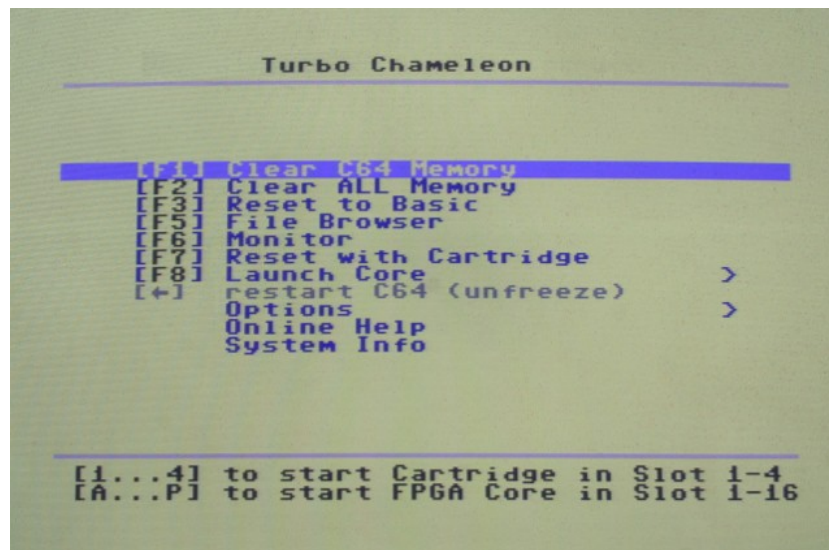 Turbo Chameleon
[F1] Clear C64 Memory
[F2] Clear ALL Memory
[F3] Reset to Basic
[F5] File Browser
[F6] Monitor
[F7] Reset with Cartridge
[F8] Launch Core >
[←] restart C64 (unfreeze)
Options >
Online Help
System Info
[1...4] to start Cartridge in Slot 1-4
[A...P] to start FPGA Core in Slot 1-16